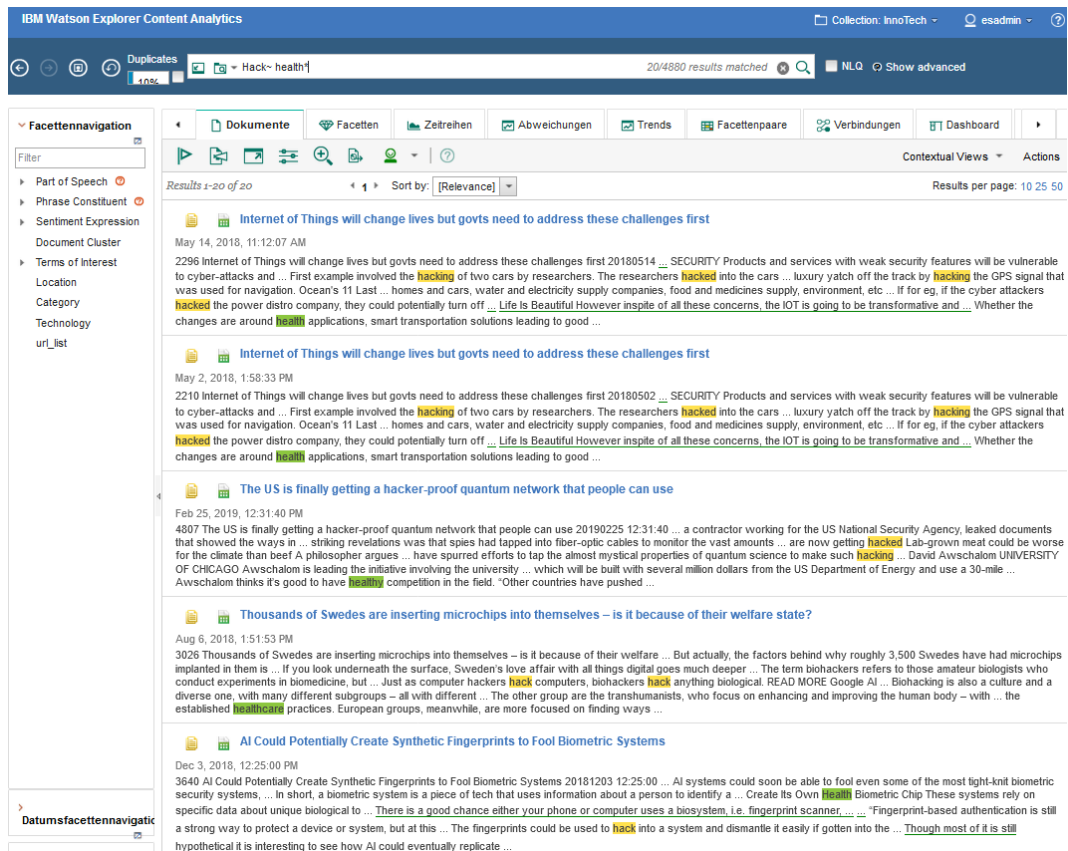 IBM Watson Explorer Content Analytics
Collection: InnoTech
esadmin
Duplicates
10%
Hack~ health*
20/4880 results matched
NLQ
Show advanced
Facettennavigation
Filter
Part of Speech
Phrase Constituent
Sentiment Expression
Document Cluster
Terms of Interest
Location
Category
Technology
url_list
Datumsfacettennavigatio
Dokumente
Facetten
Zeitreihen
Abweichungen
Trends
Facettenpaare
Verbindungen
Dashboard
Contextual Views
Actions
Results 1-20 of 20
1
Sort by: [Relevance]
Results per page: 10 25 50
Internet of Things will change lives but govts need to address these challenges first
May 14, 2018, 11:12:07 AM
2296 Internet of Things will change lives but govts need to address these challenges first 20180514 ... SECURITY Products and services with weak security features will be vulnerable
to cyber-attacks and ... First example involved the hacking of two cars by researchers. The researchers hacked into the cars ... luxury yatch off the track by hacking the GPS signal that
was used for navigation. Ocean's 11 Last ... homes and cars, water and electricity supply companies, food and medicines supply, environment, etc ... If for eg, if the cyber attackers
hacked the power distro company, they could potentially turn off ... Life Is Beautiful However inspite of all these concerns, the IOT is going to be transformative and ... Whether the
changes are around health applications, smart transportation solutions leading to good ...
Internet of Things will change lives but govts need to address these challenges first
May 2, 2018, 1:58:33 PM
2210 Internet of Things will change lives but govts need to address these challenges first 20180502 ... SECURITY Products and services with weak security features will be vulnerable
to cyber-attacks and ... First example involved the hacking of two cars by researchers. The researchers hacked into the cars ... luxury yatch off the track by hacking the GPS signal that
was used for navigation. Ocean's 11 Last ... homes and cars, water and electricity supply companies, food and medicines supply, environment, etc ... If for eg, if the cyber attackers
hacked the power distro company, they could potentially turn off ... Life Is Beautiful However inspite of all these concerns, the IOT is going to be transformative and ... Whether the
changes are around health applications, smart transportation solutions leading to good ...
The US is finally getting a hacker-proof quantum network that people can use
Feb 25, 2019, 12:31:40 PM
4807 The US is finally getting a hacker-proof quantum network that people can use 20190225 12:31:40 ... a contractor working for the US National Security Agency, leaked documents
that showed the ways in ... striking revelations was that spies had tapped into fiber-optic cables to monitor the vast amounts ... are now getting hacked Lab-grown meat could be worse
for the climate than beef A philosopher argues ... have spurred efforts to tap the almost mystical properties of quantum science to make such hacking ... David Awschalom UNIVERSITY
OF CHICAGO Awschalom is leading the initiative involving the university ... which will be built with several million dollars from the US Department of Energy and use a 30-mile ...
Awschalom thinks it's good to have healthy competition in the field. “Other countries have pushed ...
Thousands of Swedes are inserting microchips into themselves – is it because of their welfare state?
Aug 6, 2018, 1:51:53 PM
3026 Thousands of Swedes are inserting microchips into themselves – is it because of their welfare ... But actually, the factors behind why roughly 3,500 Swedes have had microchips
implanted in them is ... If you look underneath the surface, Sweden's love affair with all things digital goes much deeper ... The term biohackers refers to those amateur biologists who
conduct experiments in biomedicine, but ... Just as computer hackers hack computers, biohackers hack anything biological. READ MORE Google AI ... Biohacking is also a culture and a
diverse one, with many different subgroups – all with different ... The other group are the transhumanists, who focus on enhancing and improving the human body – with ... the
established healthcare practices. European groups, meanwhile, are more focused on finding ways ...
AI Could Potentially Create Synthetic Fingerprints to Fool Biometric Systems
Dec 3, 2018, 12:25:00 PM
3640 AI Could Potentially Create Synthetic Fingerprints to Fool Biometric Systems 20181203 12:25:00 ... AI systems could soon be able to fool even some of the most tight-knit biometric
security systems, ... In short, a biometric system is a piece of tech that uses information about a person to identify a ... Create Its Own Health Biometric Chip These systems rely on
specific data about unique biological to ... There is a good chance either your phone or computer uses a biosystem, i.e. fingerprint scanner, ... ... “Fingerprint-based authentication is still
a strong way to protect a device or system, but at this ... The fingerprints could be used to hack into a system and dismantle it easily if gotten into the ... Though most of it is still
hypothetical it is interesting to see how AI could eventually replicate ...